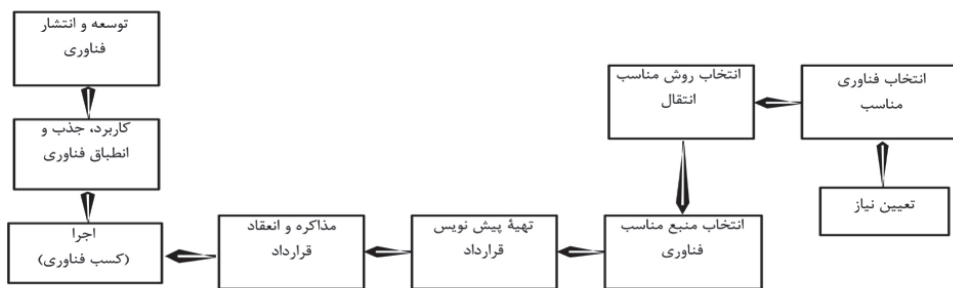 توسعه و انتشار
فناوری
انتخاب روش مناسب
انتقال
انتخاب فناوری
مناسب
کاربرد، جذب و
انطباق فناوری
تعیین نیاز
اجرا
(کسب فناوری)
مذاکره و انعقاد
قرارداد
تهیۀ پیش نویس
قرارداد
انتخاب منبع مناسب
فناوری